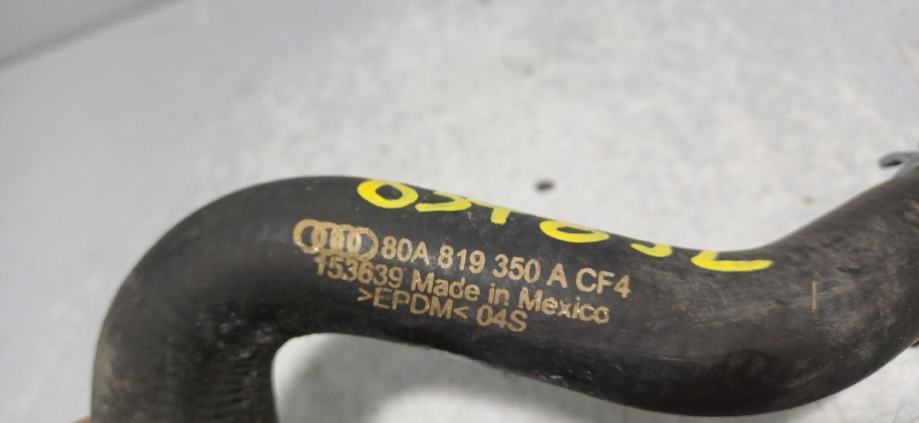 80A 819 350 A CF4
153639 Made in Mexico
>EPDM< 04S